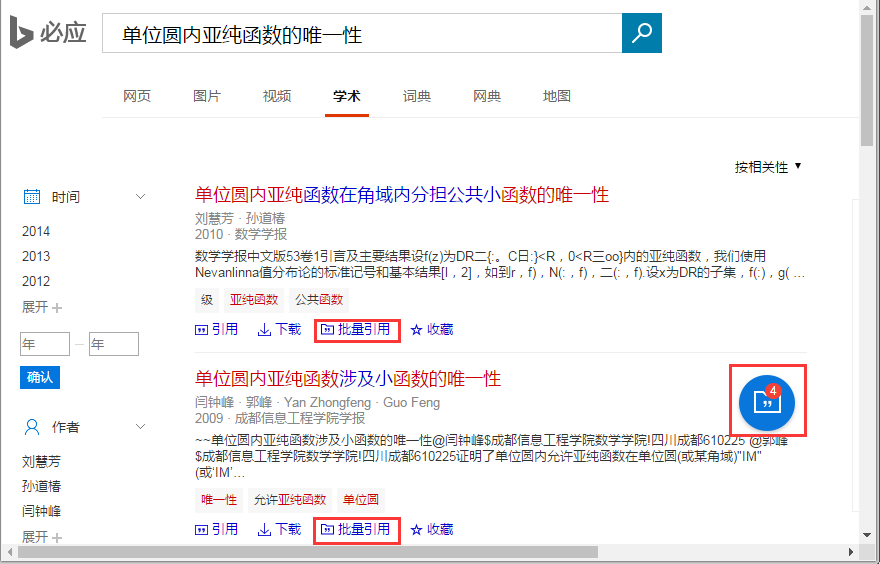 必应
单位圆内亚纯函数的唯一性
网页 图片 视频 学术 词典 网典 地图
按相关性
时间
2014
2013
2012
展开
年 — 年
确认
作者
刘慧芳
孙道椿
闫钟峰
展开
单位圆内亚纯函数在角域内分担公共小函数的唯一性
刘慧芳 · 孙道椿
2010 · 数学学报
数学学报中文版53卷1引言及主要结果设f(z)为DR二{:。C日:}<R，0<R三oo}内的亚纯函数，我们使用
Nevanlinna值分布论的标准记号和基本结果[l，2]，如到r，f)，N(:，f)，二(:，f).设x为DR的子集，f(:)，g( ...
级 亚纯函数 公共函数
引用 下载 批量引用 收藏
单位圆内亚纯函数涉及小函数的唯一性
闫钟峰 · 郭峰 · Yan Zhongfeng · Guo Feng
2009 · 成都信息工程学院学报
~~单位圆内亚纯函数涉及小函数的唯一性@闫钟峰$成都信息工程学院数学学院!四川成都610225 @郭峰
$成都信息工程学院数学学院!四川成都610225证明了单位圆内允许亚纯函数在单位圆(或某角域)"IM"
(或‘IM’...
唯一性 允许亚纯函数 单位圆
引用 下载 批量引用 收藏
4